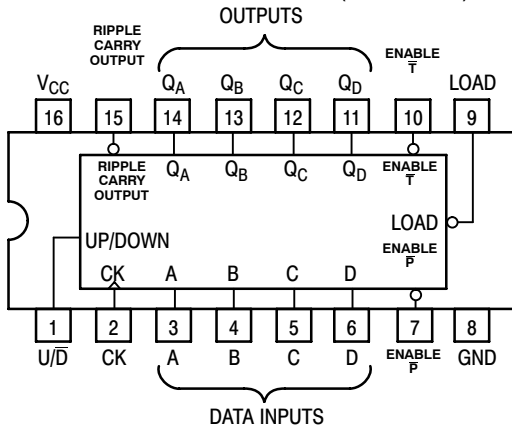 OUTPUTS
RIPPLE
CARRY
OUTPUT
ENABLE
T̅
VCC QA QB QC QD LOAD
16 15 14 13 12 11 10 9
RIPPLE
CARRY
OUTPUT
QA QB QC QD
ENABLE
T̅
LOAD
UP/DOWN
ENABLE
P̅
CK A B C D
1 2 3 4 5 6 7 8
U/D̅ CK A B C D
ENABLE
P̅
GND
DATA INPUTS